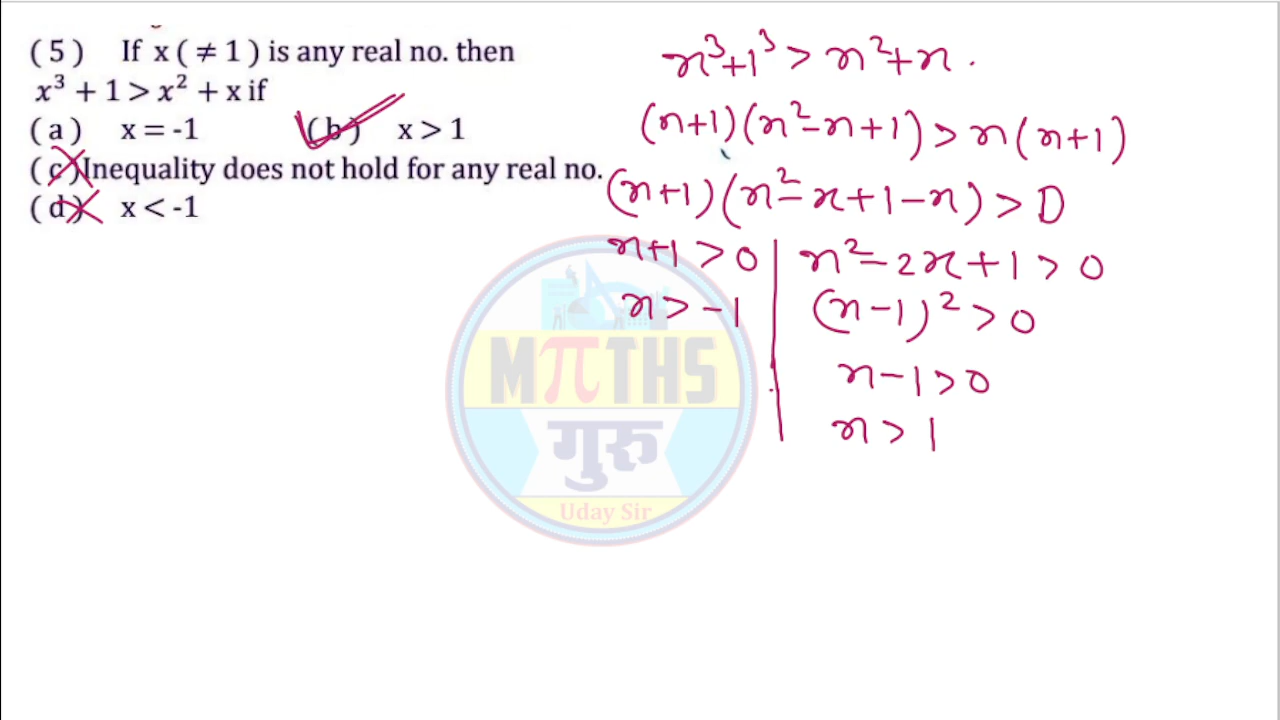 (5) If x ( ≠ 1 ) is any real no. then
x³ + 1 > x² + x if
(a) x = -1 (b) x > 1
(c) Inequality does not hold for any real no.
(d) x < -1
x³+1³ > x²+x.
(x+1)(x²-x+1) > x(x+1)
(x+1)(x²-x+1-x) > 0
x+1 > 0 | x²-2x+1 > 0
x > -1 | (x-1)² > 0
x-1 > 0
x > 1
MπTHS
गुरु
Uday Sir